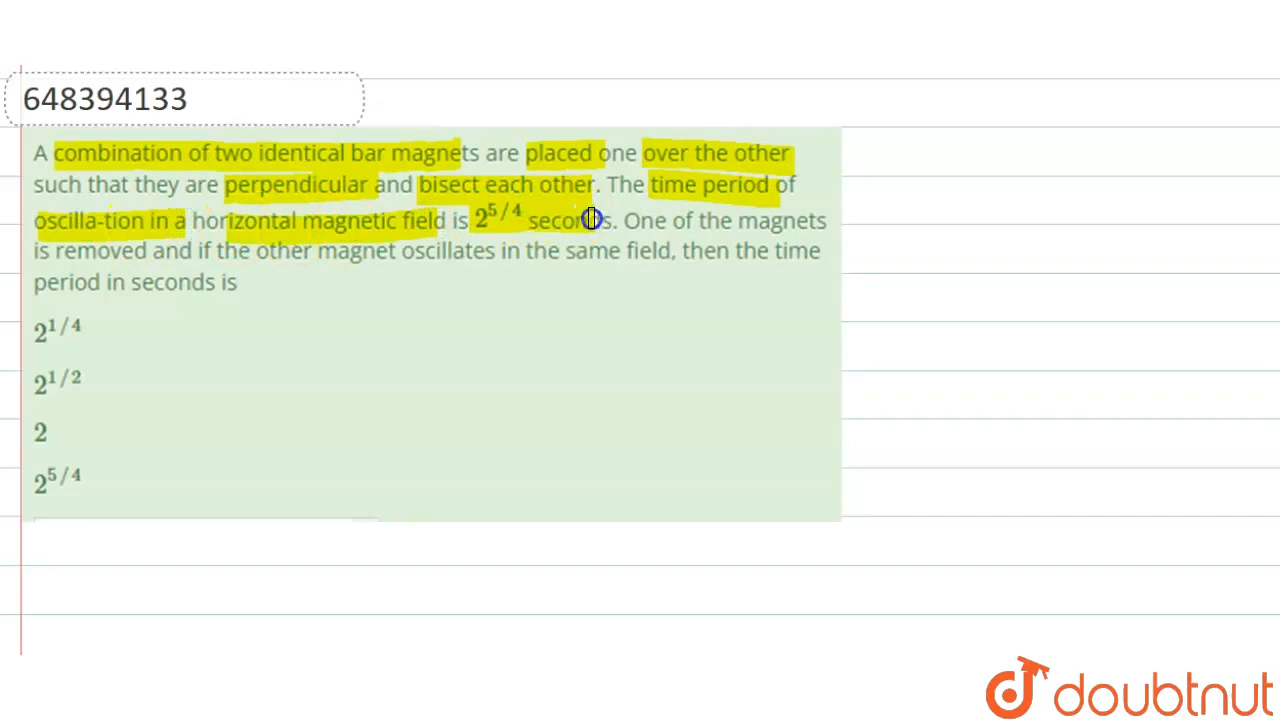 648394133
A combination of two identical bar magnets are placed one over the other
such that they are perpendicular and bisect each other. The time period of
oscilla-tion in a horizontal magnetic field is 2^{5/4} seconds. One of the magnets
is removed and if the other magnet oscillates in the same field, then the time
period in seconds is
2^{1/4}
2^{1/2}
2
2^{5/4}
doubtnut